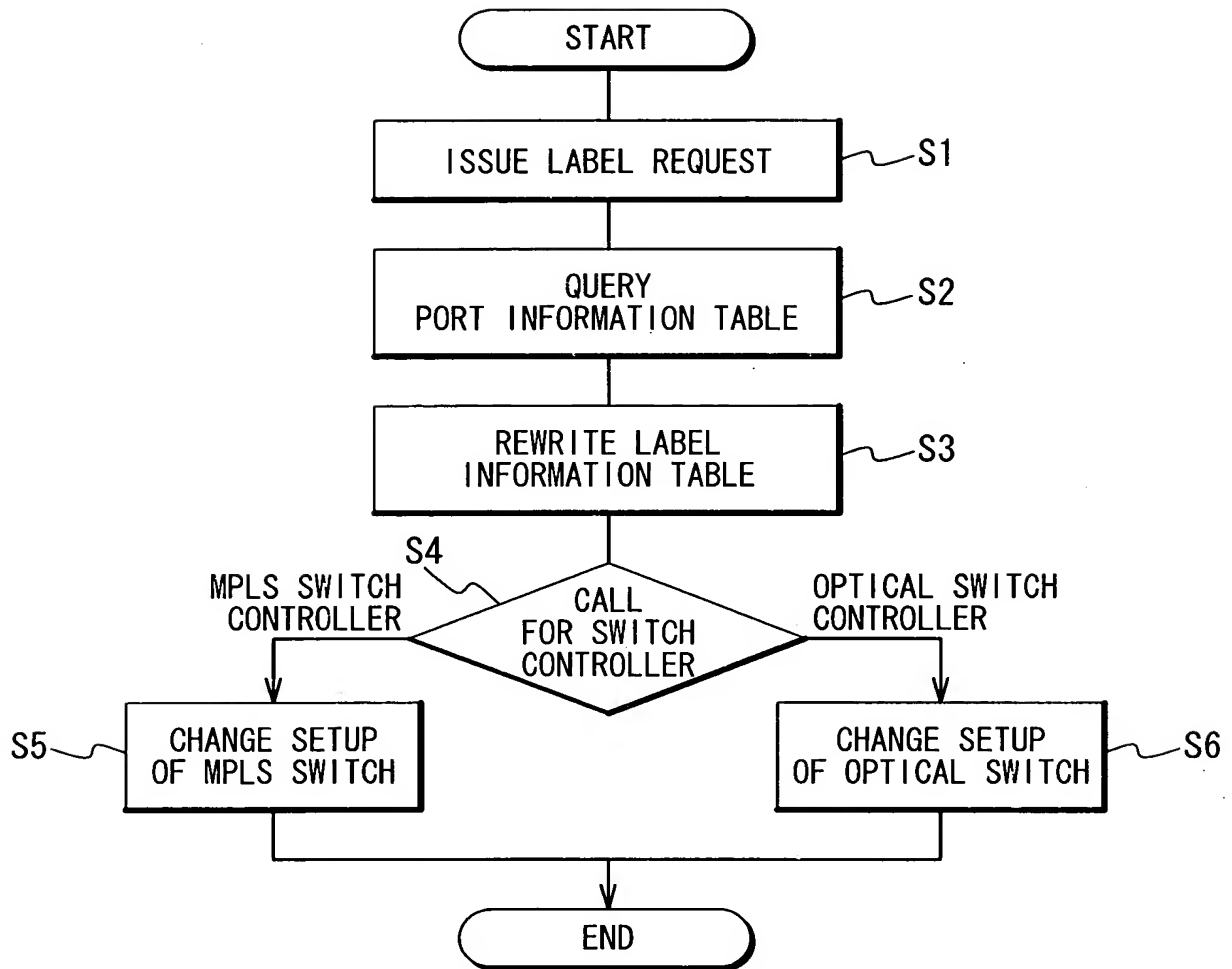 START
ISSUE LABEL REQUEST
S1
QUERY
PORT INFORMATION TABLE
S2
REWRITE LABEL
INFORMATION TABLE
S3
S4
MPLS SWITCH
CONTROLLER
CALL
FOR SWITCH
CONTROLLER
OPTICAL SWITCH
CONTROLLER
S5
CHANGE SETUP
OF MPLS SWITCH
CHANGE SETUP
OF OPTICAL SWITCH
S6
END